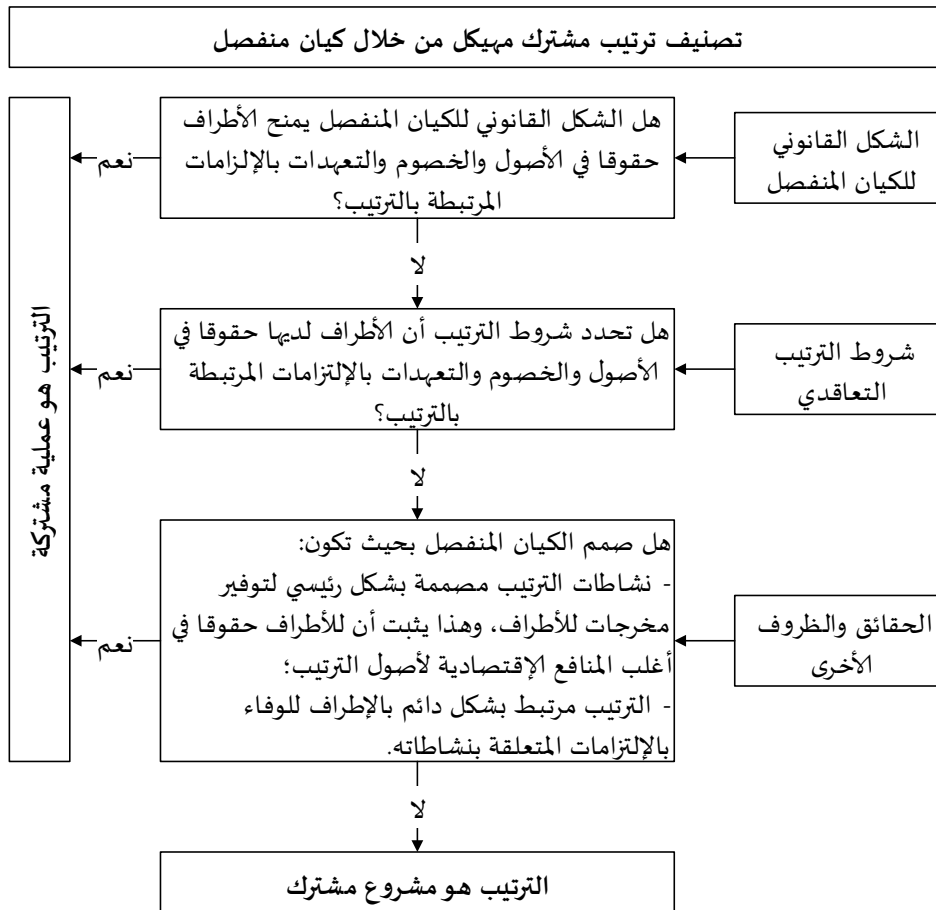 تصنيف ترتيب مشترك مهيكل من خلال كيان منفصل
الشكل القانوني
للكيان المنفصل
هل الشكل القانوني للكيان المنفصل يمنح الأطراف
حقوقا في الأصول والخصوم والتعهدات بالإلزامات
المرتبطة بالترتيب؟
نعم
لا
شروط الترتيب
التعاقدي
هل تحدد شروط الترتيب أن الأطراف لديها حقوقا في
الأصول والخصوم والتعهدات بالإلتزامات المرتبطة
بالترتيب؟
نعم
لا
الحقائق والظروف
الأخرى
هل صمم الكيان المنفصل بحيث تكون:
- نشاطات الترتيب مصممة بشكل رئيسي لتوفير
مخرجات للأطراف، وهذا يثبت أن للأطراف حقوقا في
أغلب المنافع الإقتصادية لأصول الترتيب؛
- الترتيب مرتبط بشكل دائم بالإطراف للوفاء
بالإلتزامات المتعلقة بنشاطاته.
نعم
لا
الترتيب هو عملية مشتركة
الترتيب هو مشروع مشترك